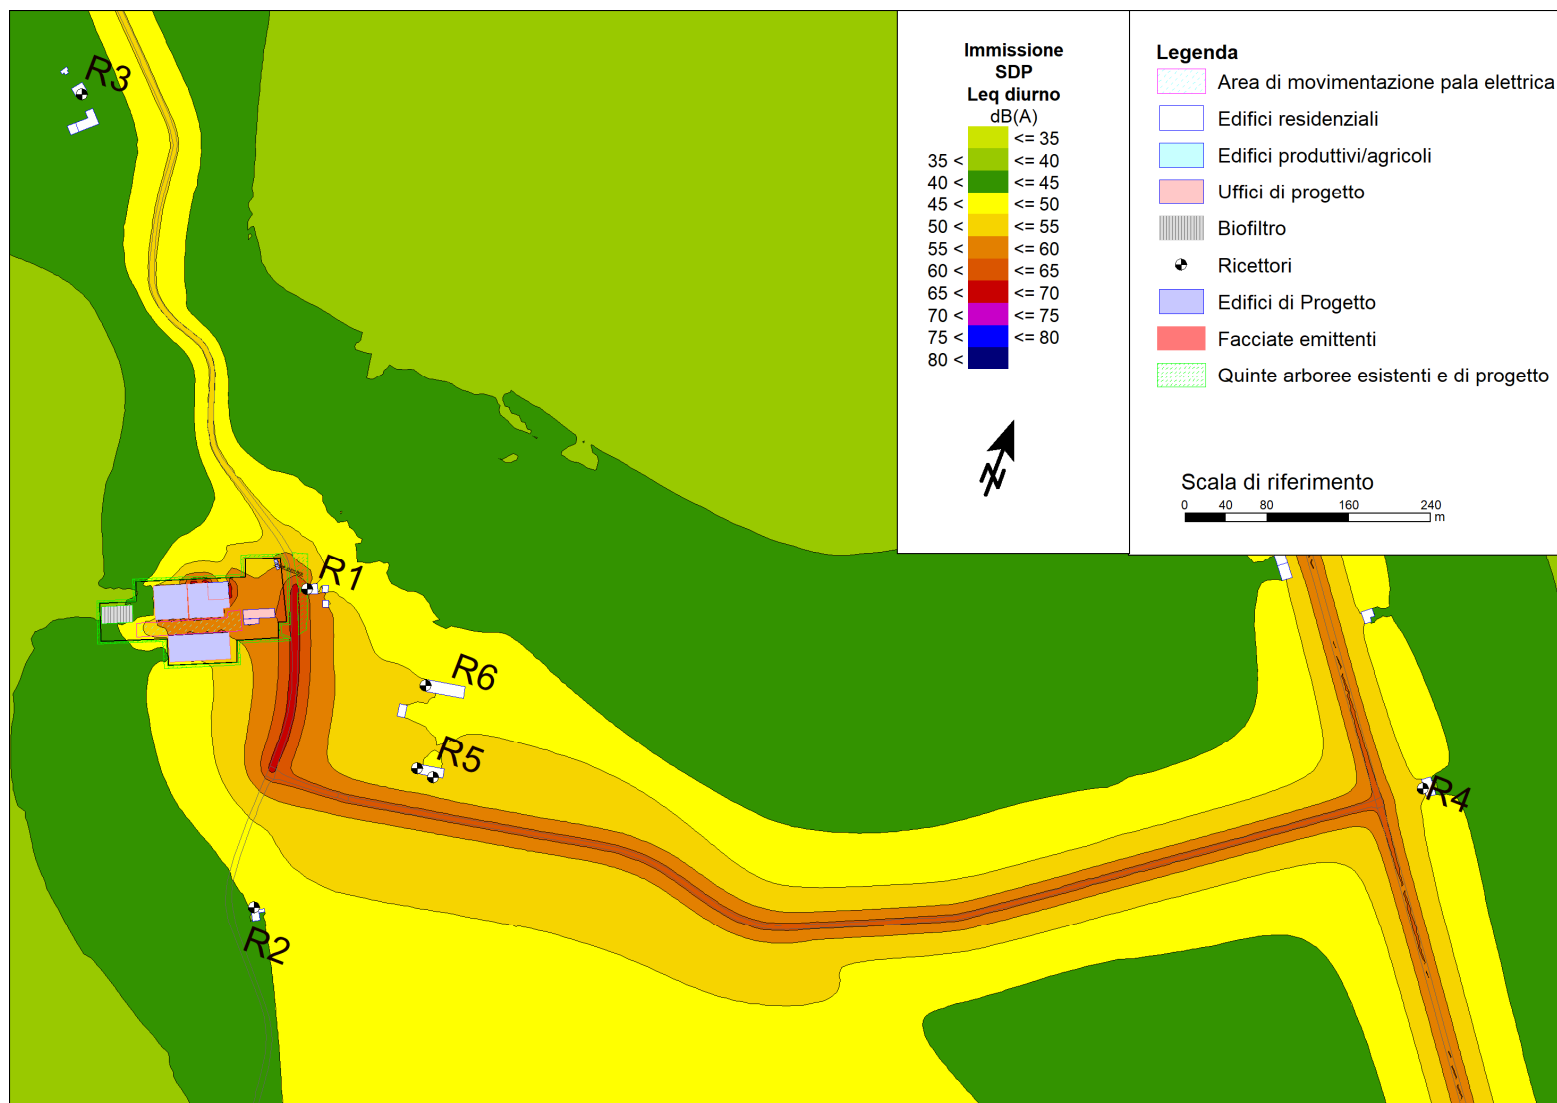 R3
R1
R6
R5
R4
R2
Immissione
SDP
Leq diurno
dB(A)
<= 35
35 < <= 40
40 < <= 45
45 < <= 50
50 < <= 55
55 < <= 60
60 < <= 65
65 < <= 70
70 < <= 75
75 < <= 80
80 <
N
Legenda
Area di movimentazione pala elettrica
Edifici residenziali
Edifici produttivi/agricoli
Uffici di progetto
Biofiltro
Ricettori
Edifici di Progetto
Facciate emittenti
Quinte arboree esistenti e di progetto
Scala di riferimento
0 40 80 160 240
m